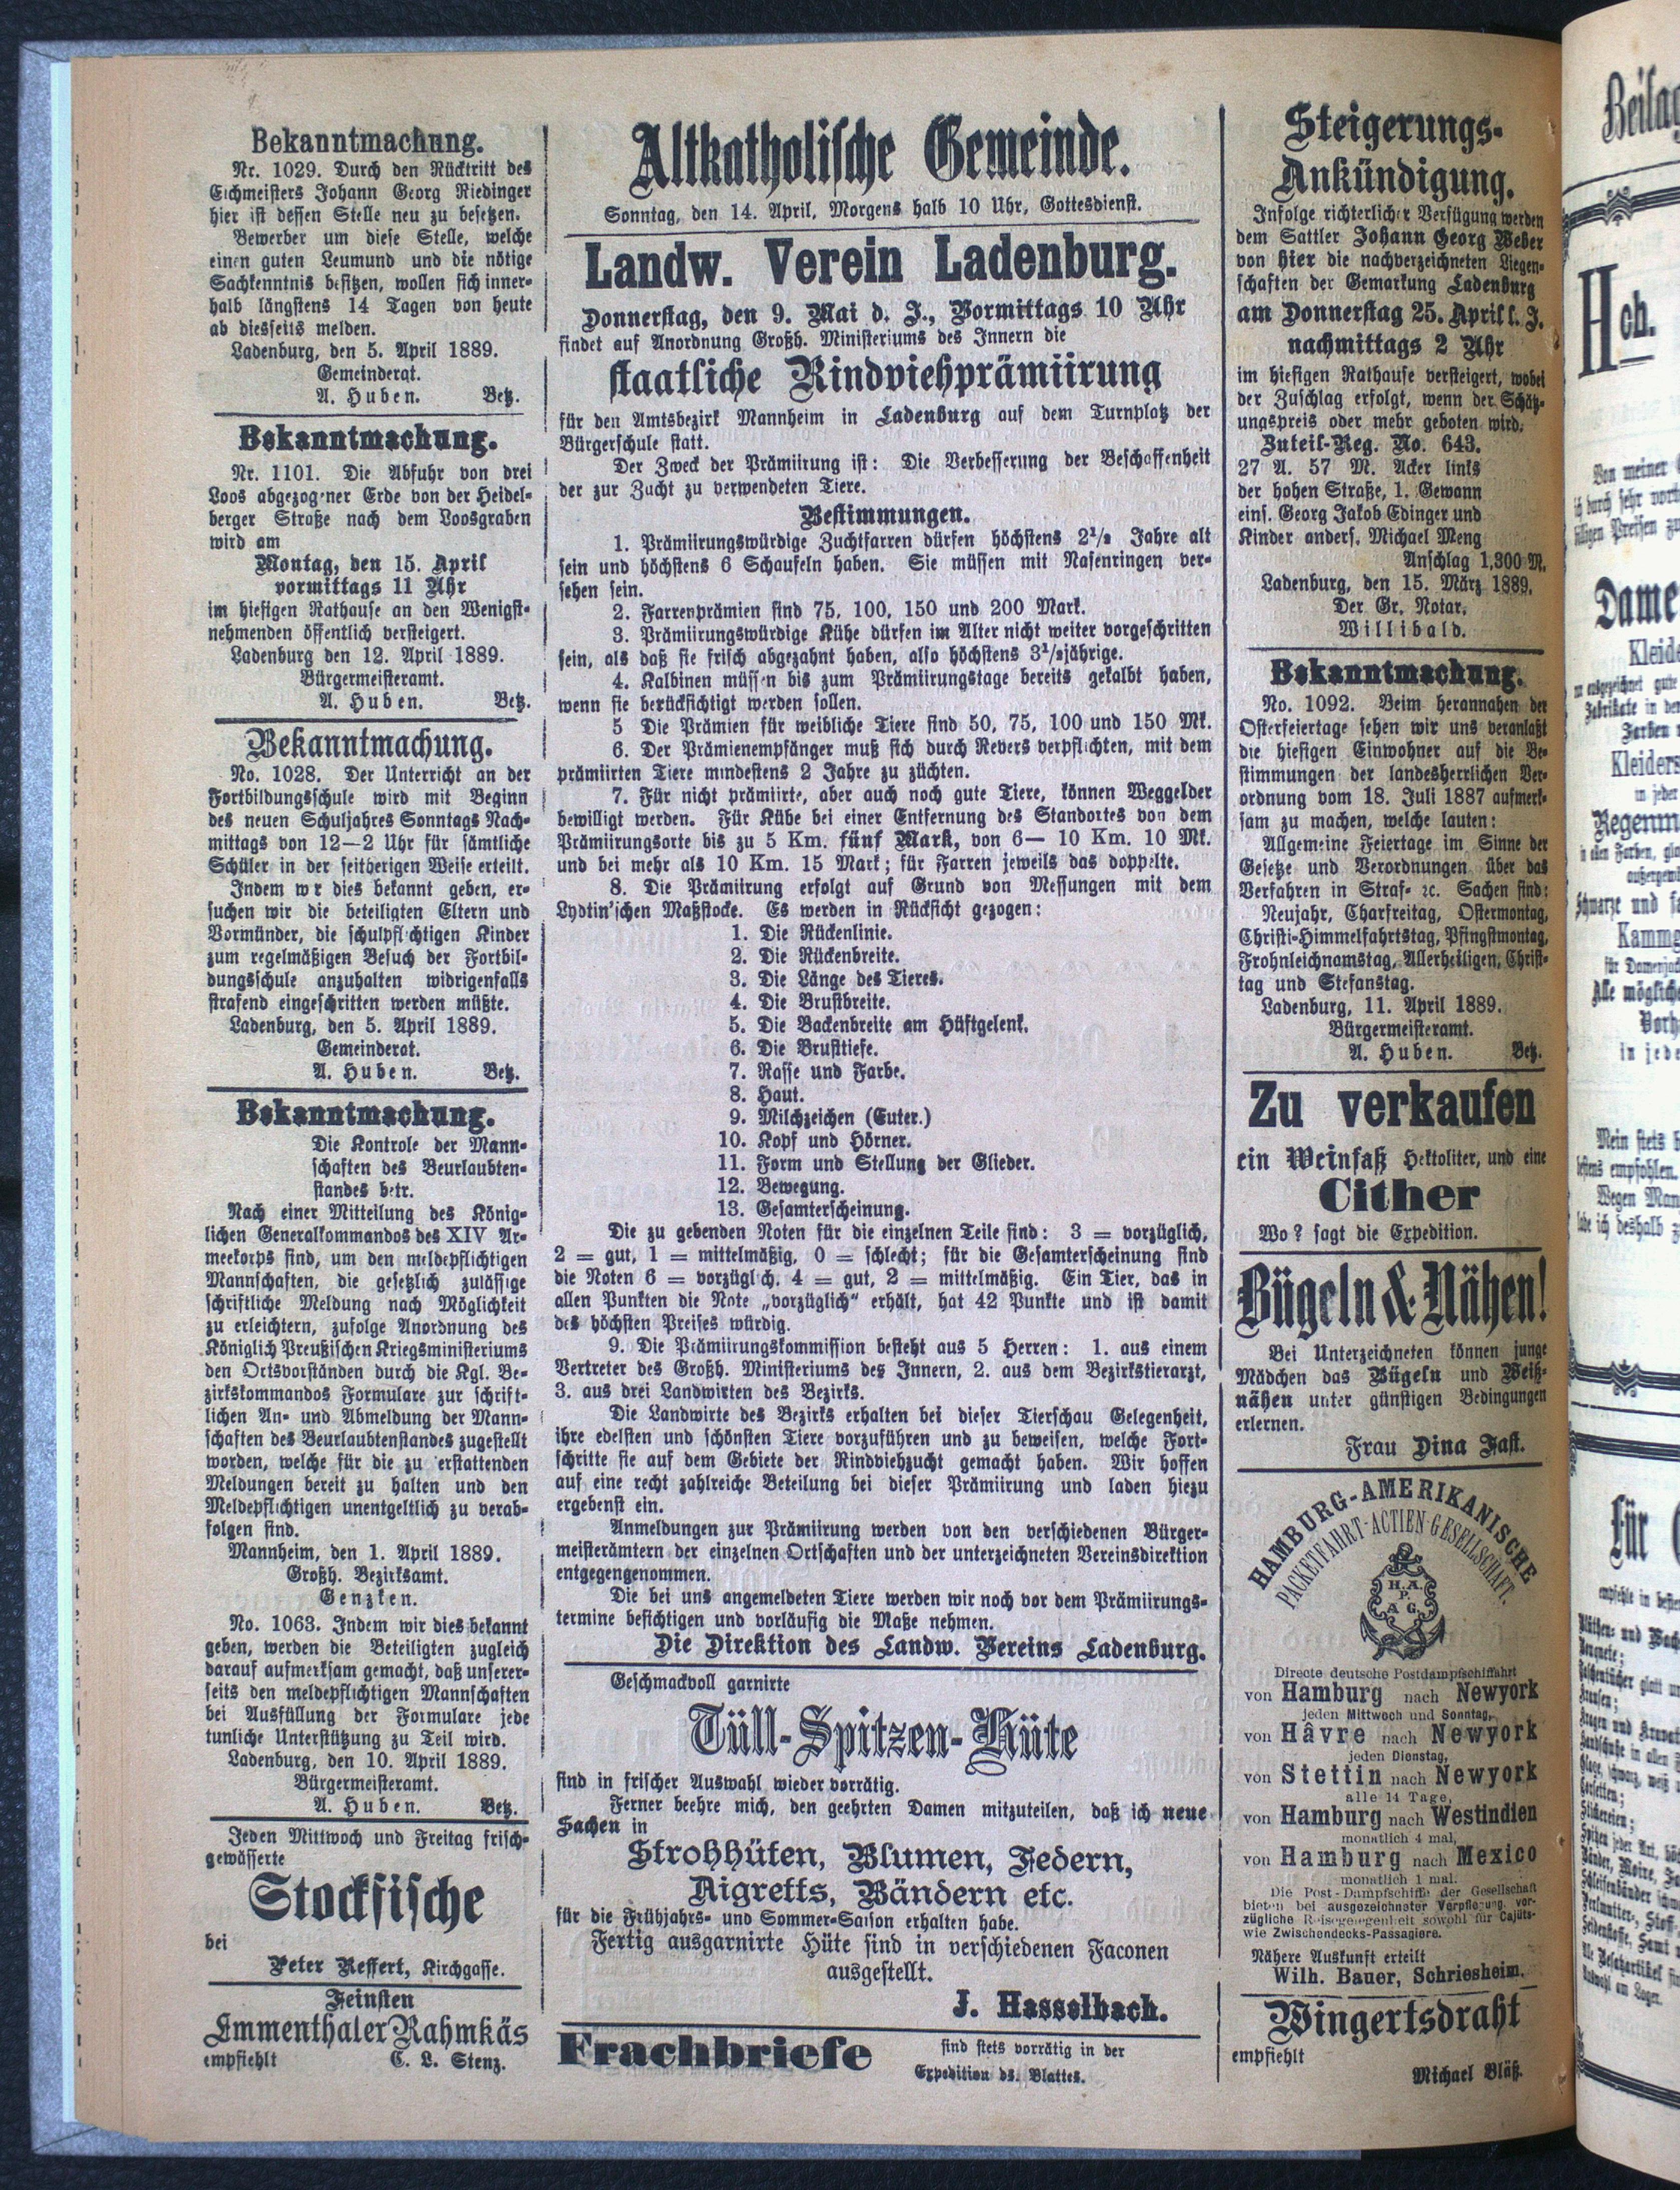 Bekanntmachung.
Nr. 1029. Durch den Rücktritt des
Eichmeisters Johann Georg Riedinger
hier ist dessen Stelle neu zu besetzen.
Bewerber um diese Stelle, welche
einen guten Leumund und die nötige
Sachkenntnis besitzen, wollen sich inner-
halb längstens 14 Tagen von heute
ab diesseits melden.
Ladenburg, den 5. April 1889.
Gemeinderat.
A. Huben. Betz.
Bekanntmachung.
Nr. 1101. Die Abfuhr von drei
Loos abgezogener Erde von der Heidel-
berger Straße nach dem Loosgraben
wird am
Montag, den 15. April
vormittags 11 Uhr
im hiesigen Rathause an den Wenigst-
nehmenden öffentlich versteigert.
Ladenburg den 12. April 1889.
Bürgermeisteramt.
A. Huben. Betz.
Bekanntmachung.
No. 1028. Der Unterricht an der
Fortbildungsschule wird mit Beginn
des neuen Schuljahres Sonntags Nach-
mittags von 12—2 Uhr für sämtliche
Schüler in der seitherigen Weise erteilt.
Indem wir dies bekannt geben, er-
suchen wir die beteiligten Eltern und
Vormünder, die schulpflichtigen Kinder
zum regelmäßigen Besuch der Fortbil-
dungsschule anzuhalten widrigenfalls
strafend eingeschritten werden müßte.
Ladenburg, den 5. April 1889.
Gemeinderat.
A. Huben. Betz.
Bekanntmachung.
Die Kontrole der Mann-
schaften des Beurlaubten-
standes betr.
Nach einer Mitteilung des König-
lichen Generalkommandos des XIV Ar-
meekorps sind, um den meldepflichtigen
Mannschaften, die gesetzlich zulässige
schriftliche Meldung nach Möglichkeit
zu erleichtern, zufolge Anordnung des
Königlich Preußischen Kriegsministeriums
den Ortsvorständen durch die Kgl. Be-
zirkskommandos Formulare zur schrift-
lichen An- und Abmeldung der Mann-
schaften des Beurlaubtenstandes zugestellt
worden, welche für die zu erstattenden
Meldungen bereit zu halten und den
Meldepflichtigen unentgeltlich zu verab-
folgen sind.
Mannheim, den 1. April 1889.
Großh. Bezirksamt.
Genzken.
No. 1063. Indem wir dies bekannt
geben, werden die Beteiligten zugleich
darauf aufmerksam gemacht, daß unserer-
seits den meldepflichtigen Mannschaften
bei Ausfüllung der Formulare jede
tunliche Unterstützung zu Teil wird.
Ladenburg, den 10. April 1889.
Bürgermeisteramt.
A. Huben. Betz.
Jeden Mittwoch und Freitag frisch-
gewässerte
Stockfische
bei
Peter Reffert, Kirchgasse.
Feinsten
Emmenthaler Rahmkäs
empfiehlt C. L. Stenz.
Altkatholische Gemeinde.
Sonntag, den 14. April, Morgens halb 10 Uhr, Gottesdienst.
Landw. Verein Ladenburg.
Donnerstag, den 9. Mai d. J., Vormittags 10 Uhr
findet auf Anordnung Großh. Ministeriums des Innern die
staatliche Rindviehprämiirung
für den Amtsbezirk Mannheim in Ladenburg auf dem Turnplatz der
Bürgerschule statt.
Der Zweck der Prämiirung ist: Die Verbesserung der Beschaffenheit
der zur Zucht zu verwendeten Tiere.
Bestimmungen.
1. Prämiirungswürdige Zuchtfarren dürfen höchstens 2¹/₂ Jahre alt
sein und höchstens 6 Schaufeln haben. Sie müssen mit Nasenringen ver-
sehen sein.
2. Farrenprämien sind 75, 100, 150 und 200 Mark.
3. Prämiirungswürdige Kühe dürfen im Alter nicht weiter vorgeschritten
sein, als daß sie frisch abgezahnt haben, also höchstens 3¹/₂jährige.
4. Kalbinen müssen bis zum Prämiirungstage bereits gekalbt haben,
wenn sie berücksichtigt werden sollen.
5 Die Prämien für weibliche Tiere sind 50, 75, 100 und 150 Mk.
6. Der Prämienempfänger muß sich durch Revers verpflichten, mit dem
prämiirten Tiere mindestens 2 Jahre zu züchten.
7. Für nicht prämiirte, aber auch noch gute Tiere, können Weggelder
bewilligt werden. Für Kühe bei einer Entfernung des Standortes von dem
Prämiirungsorte bis zu 5 Km. fünf Mark, von 6— 10 Km. 10 Mk.
und bei mehr als 10 Km. 15 Mark; für Farren jeweils das doppelte.
8. Die Prämiirung erfolgt auf Grund von Messungen mit dem
Lydtin'schen Maßstocke. Es werden in Rücksicht gezogen:
1. Die Rückenlinie.
2. Die Rückenbreite.
3. Die Länge des Tieres.
4. Die Brustbreite.
5. Die Backenbreite am Hüftgelenk.
6. Die Brusttiefe.
7. Rasse und Farbe.
8. Haut.
9. Milchzeichen (Euter.)
10. Kopf und Hörner.
11. Form und Stellung der Glieder.
12. Bewegung.
13. Gesamterscheinung.
Die zu gebenden Noten für die einzelnen Teile sind: 3 = vorzüglich,
2 = gut, 1 = mittelmäßig, 0 = schlecht; für die Gesamterscheinung sind
die Noten 6 = vorzüglich, 4 = gut, 2 = mittelmäßig. Ein Tier, das in
allen Punkten die Note „vorzüglich“ erhält, hat 42 Punkte und ist damit
des höchsten Preises würdig.
9. Die Prämiirungskommission besteht aus 5 Herren: 1. aus einem
Vertreter des Großh. Ministeriums des Innern, 2. aus dem Bezirkstierarzt,
3. aus drei Landwirten des Bezirks.
Die Landwirte des Bezirks erhalten bei dieser Tierschau Gelegenheit,
ihre edelsten und schönsten Tiere vorzuführen und zu beweisen, welche Fort-
schritte sie auf dem Gebiete der Rindviehzucht gemacht haben. Wir hoffen
auf eine recht zahlreiche Beteilung bei dieser Prämiirung und laden hiezu
ergebenst ein.
Anmeldungen zur Prämiirung werden von den verschiedenen Bürger-
meisterämtern der einzelnen Ortschaften und der unterzeichneten Vereinsdirektion
entgegengenommen.
Die bei uns angemeldeten Tiere werden wir noch vor dem Prämiirungs-
termine besichtigen und vorläufig die Maße nehmen.
Die Direktion des Landw. Vereins Ladenburg.
Geschmackvoll garnirte
Tüll-Spitzen-Hüte
sind in frischer Auswahl wieder vorrätig.
Ferner beehre mich, den geehrten Damen mitzuteilen, daß ich neue
Sachen in
Strohhüten, Blumen, Federn,
Aigretts, Bändern etc.
für die Frühjahrs- und Sommer-Saison erhalten habe.
Fertig ausgarnirte Hüte sind in verschiedenen Faconen
ausgestellt.
J. Hasselbach.
Frachbriefe sind stets vorrätig in der
Expedition ds. Blattes.
Steigerungs-
Ankündigung.
Infolge richterlicher Verfügung werden
dem Sattler Johann Georg Weber
von hier die nachverzeichneten Liegen-
schaften der Gemarkung Ladenburg
am Donnerstag 25. April l. J.
nachmittags 2 Uhr
im hiesigen Rathause versteigert, wobei
der Zuschlag erfolgt, wenn der Schätz-
ungspreis oder mehr geboten wird.
Zuteil-Reg. No. 643.
27 A. 57 M. Acker links
der hohen Straße, 1. Gewann
eins. Georg Jakob Edinger und
Kinder anders. Michael Meng
Anschlag 1,300 M.
Ladenburg, den 15. März 1889.
Der Gr. Notar.
Willibald.
Bekanntmachung.
No. 1092. Beim herannahen der
Osterfeiertage sehen wir uns veranlaßt
die hiesigen Einwohner auf die Be-
stimmungen der landesherrlichen Ver-
ordnung vom 18. Juli 1887 aufmerk-
sam zu machen, welche lauten:
Allgemeine Feiertage im Sinne der
Gesetze und Verordnungen über das
Verfahren in Straf- ꝛc. Sachen sind:
Neujahr, Charfreitag, Ostermontag,
Christi-Himmelfahrtstag, Pfingstmontag,
Frohnleichnamstag, Allerheiligen, Christ-
tag und Stefanstag.
Ladenburg, 11. April 1889.
Bürgermeisteramt.
A. Huben. Betz.
Zu verkaufen
ein Weinfaß Hektoliter, und eine
Cither
Wo? sagt die Expedition.
Bügeln & Nähen!
Bei Unterzeichneten können junge
Mädchen das Bügeln und Weiß-
nähen unter günstigen Bedingungen
erlernen.
Frau Dina Fast.
HAMBURG-AMERIKANISCHE
PACKETFAHRT-ACTIEN-GESELLSCHAFT.
H. A.
P.
A. G.
Directe deutsche Postdampfschiffahrt
von Hamburg nach Newyork
jeden Mittwoch und Sonntag,
von Hâvre nach Newyork
jeden Dienstag,
von Stettin nach Newyork
alle 14 Tage,
von Hamburg nach Westindien
monatlich 4 mal,
von Hamburg nach Mexico
monatlich 1 mal.
Die Post-Dampfschiffe der Gesellschaft
bieten bei ausgezeichneter Verpflegung, vor-
zügliche Reisegelegenheit sowohl für Cajüts-
wie Zwischendecks-Passagiere.
Nähere Auskunft erteilt
Wilh. Bauer, Schriesheim.
Wingertsdraht
empfiehlt
Michael Bläß.
Hch.
Von meiner
ich durch sehr
Dame
Kammg
Alle mögliche
in jede
Mein stets
bestens empfohlen.
Wegen
habe ich deshalb
Für